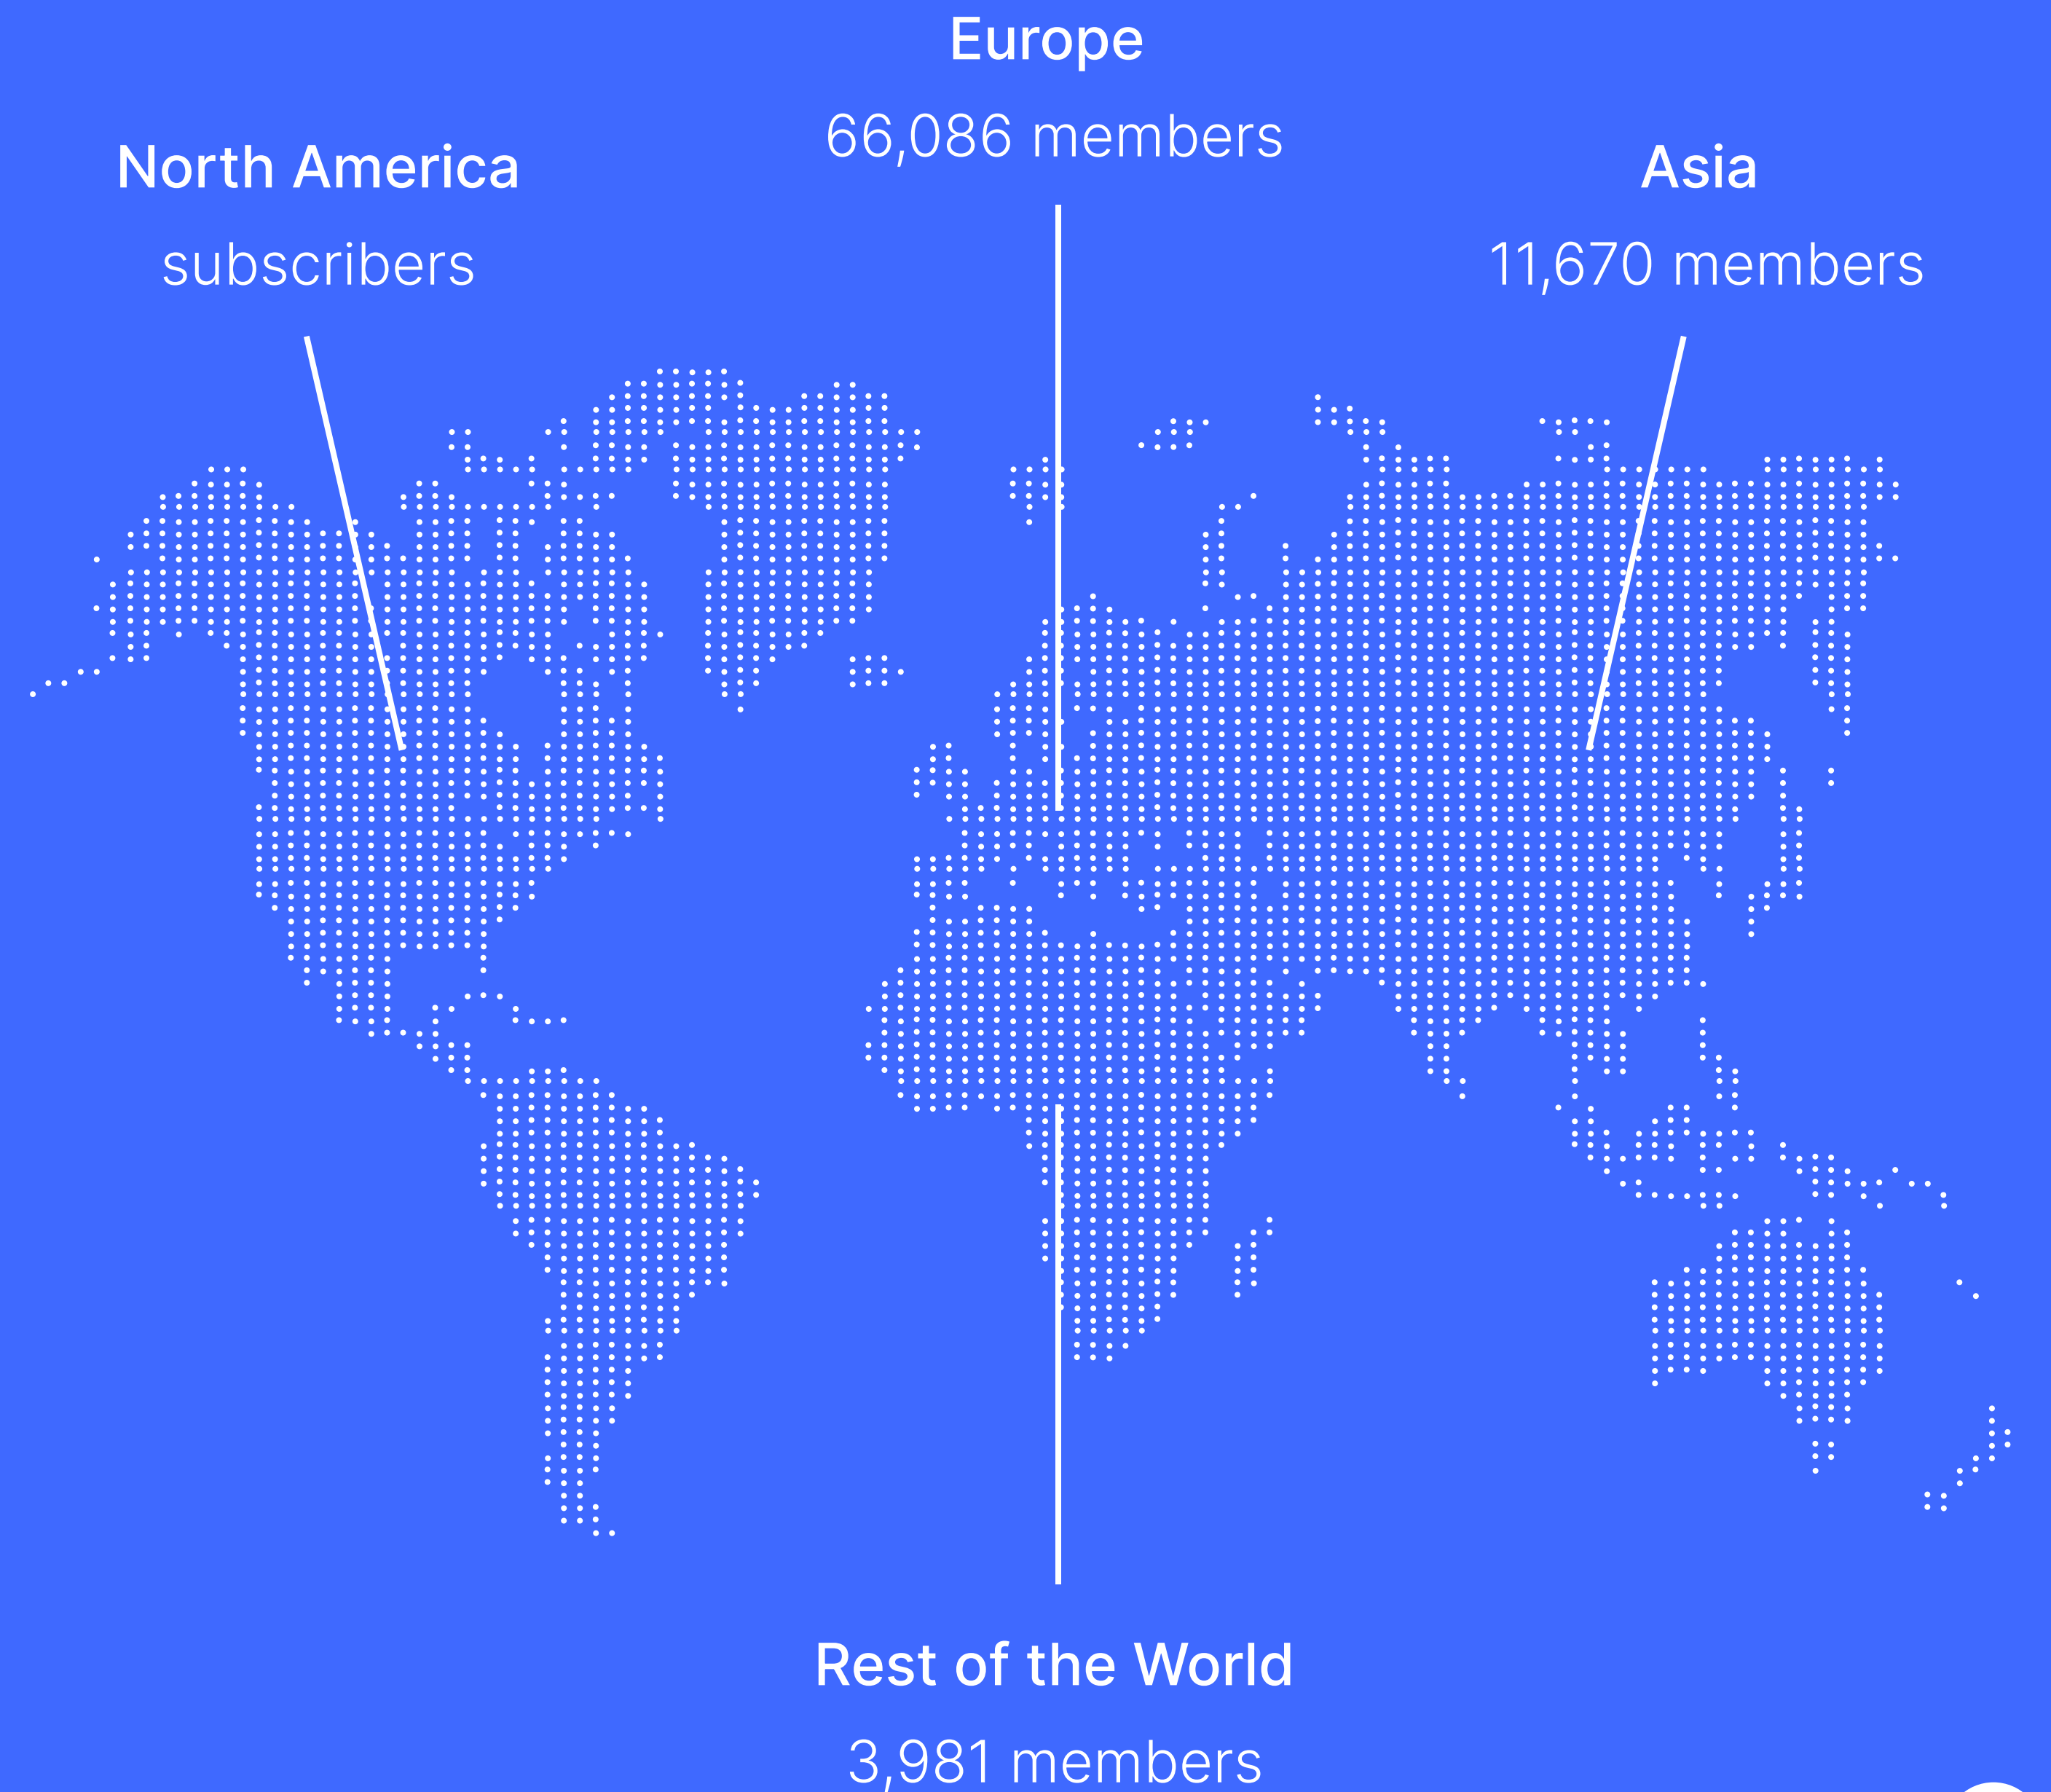 Europe
66,086 members
North America
subscribers
Asia
11,670 members
Rest of the World
3,981 members